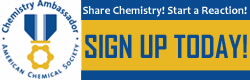 Chemistry Ambassador
AMERICAN CHEMICAL SOCIETY
Share Chemistry! Start a Reaction!
SIGN UP TODAY!